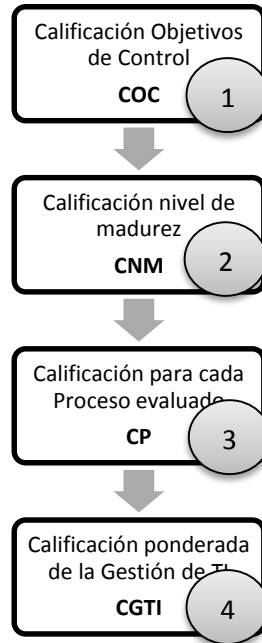 Calificación Objetivos
de Control
COC
1
Calificación nivel de
madurez
CNM
2
Calificación para cada
Proceso evaluado
CP
3
Calificación ponderada
de la Gestión de TI
CGTI
4